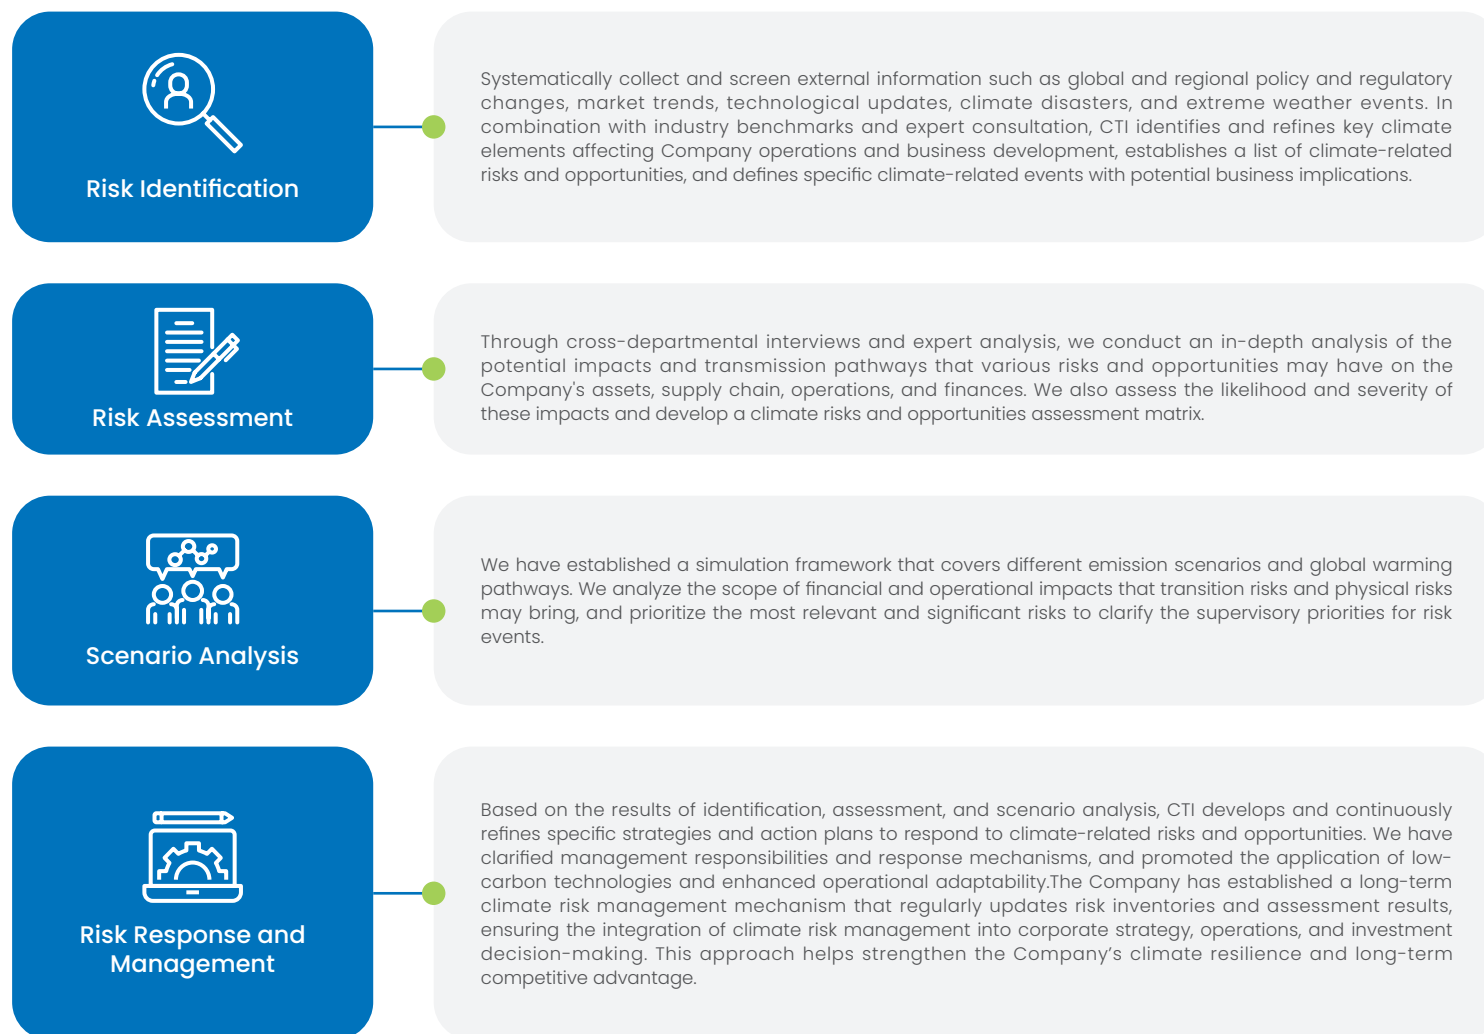 Risk Identification
Systematically collect and screen external information such as global and regional policy and regulatory
changes, market trends, technological updates, climate disasters, and extreme weather events. In
combination with industry benchmarks and expert consultation, CTI identifies and refines key climate
elements affecting Company operations and business development, establishes a list of climate-related
risks and opportunities, and defines specific climate-related events with potential business implications.
Risk Assessment
Through cross-departmental interviews and expert analysis, we conduct an in-depth analysis of the
potential impacts and transmission pathways that various risks and opportunities may have on the
Company's assets, supply chain, operations, and finances. We also assess the likelihood and severity of
these impacts and develop a climate risks and opportunities assessment matrix.
Scenario Analysis
We have established a simulation framework that covers different emission scenarios and global warming
pathways. We analyze the scope of financial and operational impacts that transition risks and physical risks
may bring, and prioritize the most relevant and significant risks to clarify the supervisory priorities for risk
events.
Risk Response and
Management
Based on the results of identification, assessment, and scenario analysis, CTI develops and continuously
refines specific strategies and action plans to respond to climate-related risks and opportunities. We have
clarified management responsibilities and response mechanisms, and promoted the application of low-
carbon technologies and enhanced operational adaptability.The Company has established a long-term
climate risk management mechanism that regularly updates risk inventories and assessment results,
ensuring the integration of climate risk management into corporate strategy, operations, and investment
decision-making. This approach helps strengthen the Company’s climate resilience and long-term
competitive advantage.